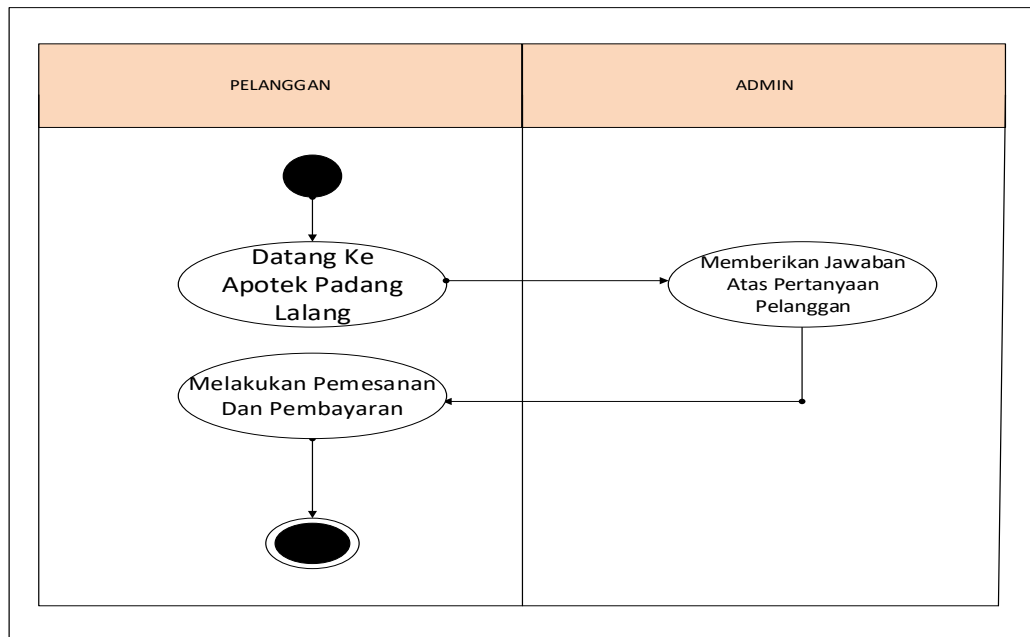 PELANGGAN
ADMIN
Datang Ke
Apotek Padang
Lalang
Memberikan Jawaban
Atas Pertanyaan
Pelanggan
Melakukan Pemesanan
Dan Pembayaran